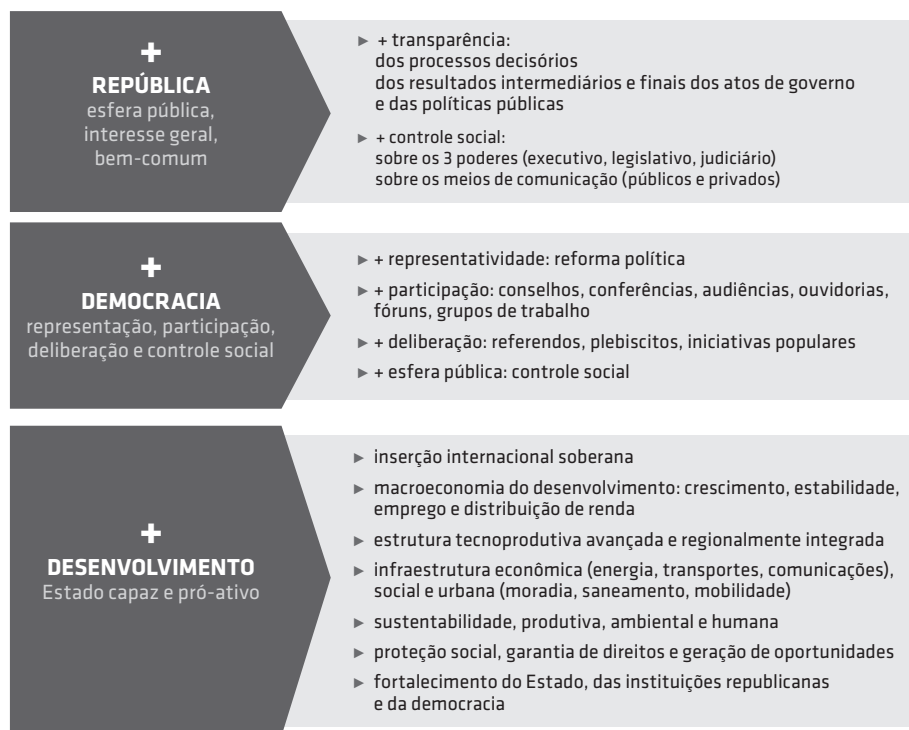 +
REPÚBLICA
esfera pública,
interesse geral,
bem-comum
► + transparência:
dos processos decisórios
dos resultados intermediários e finais dos atos de governo
e das políticas públicas
► + controle social:
sobre os 3 poderes (executivo, legislativo, judiciário)
sobre os meios de comunicação (públicos e privados)
+
DEMOCRACIA
representação, participação,
deliberação e controle social
► + representatividade: reforma política
► + participação: conselhos, conferências, audiências, ouvidorias,
fóruns, grupos de trabalho
► + deliberação: referendos, plebiscitos, iniciativas populares
► + esfera pública: controle social
+
DESENVOLVIMENTO
Estado capaz e pró-ativo
► inserção internacional soberana
► macroeconomia do desenvolvimento: crescimento, estabilidade,
emprego e distribuição de renda
► estrutura tecnoprodutiva avançada e regionalmente integrada
► infraestrutura econômica (energia, transportes, comunicações),
social e urbana (moradia, saneamento, mobilidade)
► sustentabilidade, produtiva, ambiental e humana
► proteção social, garantia de direitos e geração de oportunidades
► fortalecimento do Estado, das instituições republicanas
e da democracia